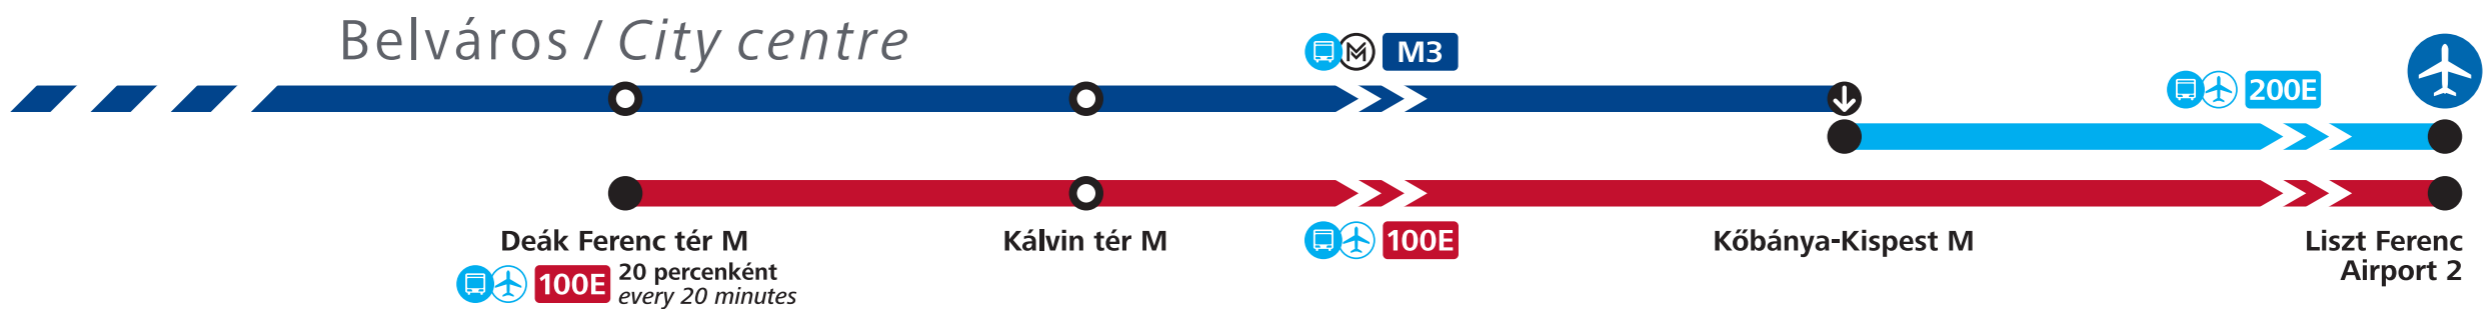 Belváros / City centre
M3
200E
Deák Ferenc tér M
100E 20 percenként
every 20 minutes
Kálvin tér M
100E
Kőbánya-Kispest M
Liszt Ferenc
Airport 2